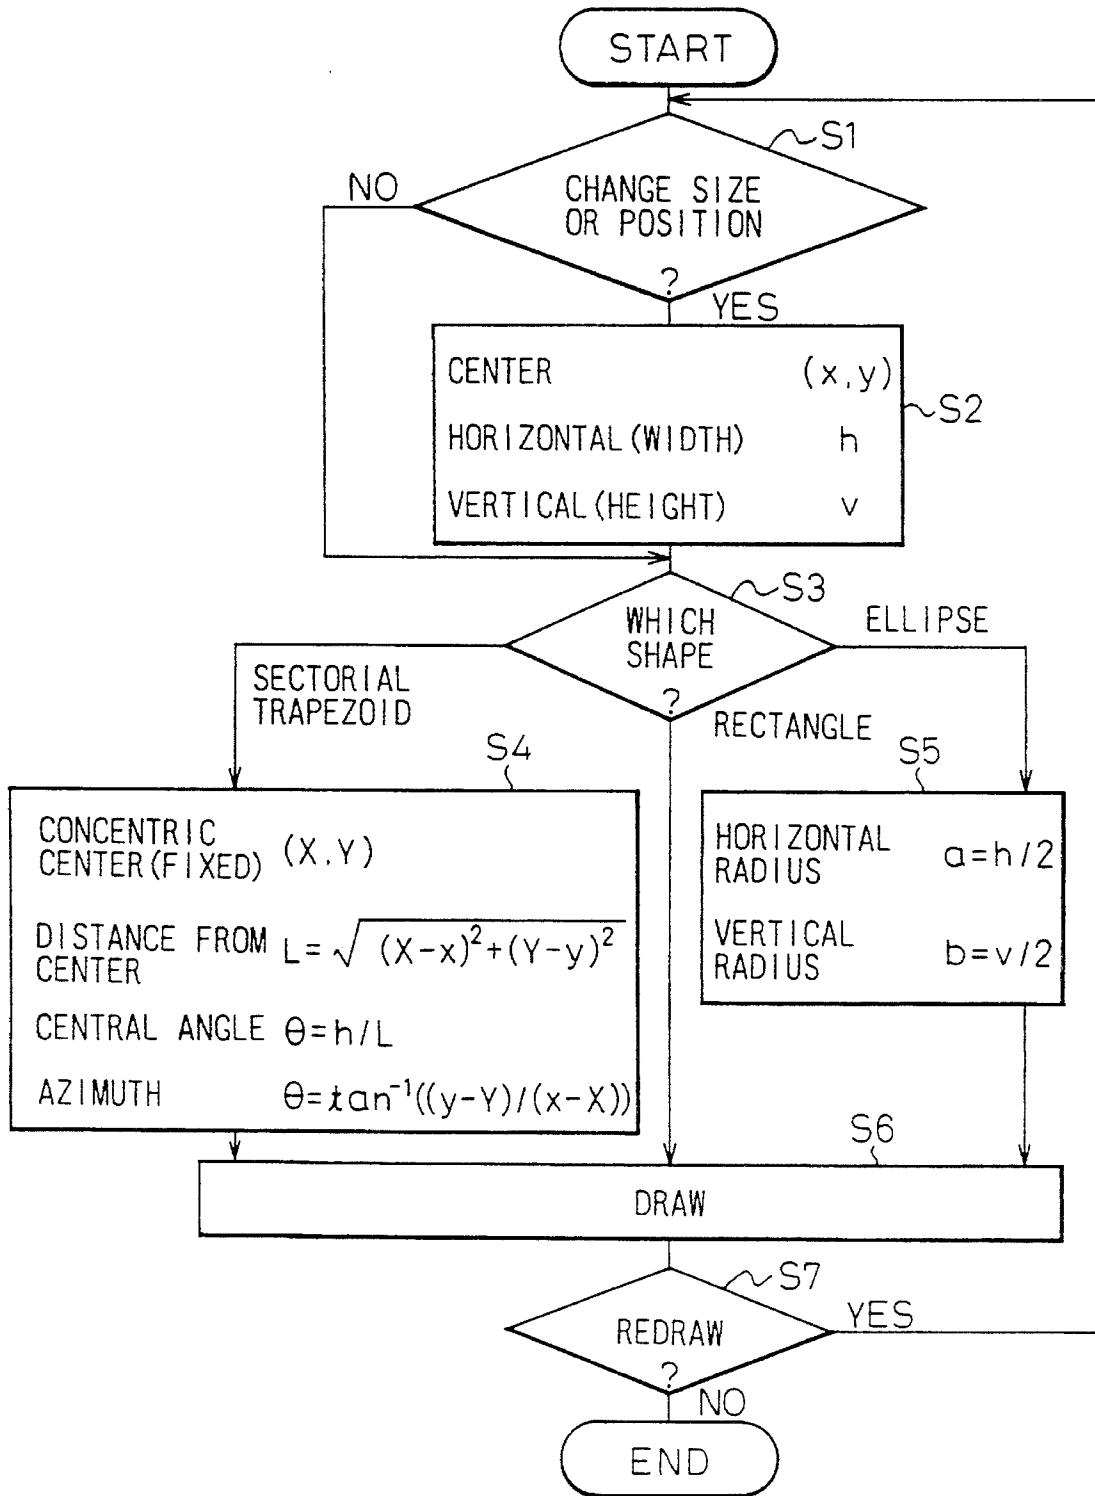 START
S1
NO
CHANGE SIZE
OR POSITION
?
YES
CENTER (x,y)
S2
HORIZONTAL(WIDTH) h
VERTICAL(HEIGHT) v
S3
WHICH
SHAPE
?
ELLIPSE
SECTORIAL
TRAPEZOID
RECTANGLE
S4
S5
CONCENTRIC
CENTER(FIXED) (X,Y)
DISTANCE FROM
CENTER L=√(X-x)²+(Y-y)²
CENTRAL ANGLE θ=h/L
AZIMUTH θ=tan⁻¹((y-Y)/(x-X))
HORIZONTAL
RADIUS a=h/2
VERTICAL
RADIUS b=v/2
S6
DRAW
S7
REDRAW
?
YES
NO
END